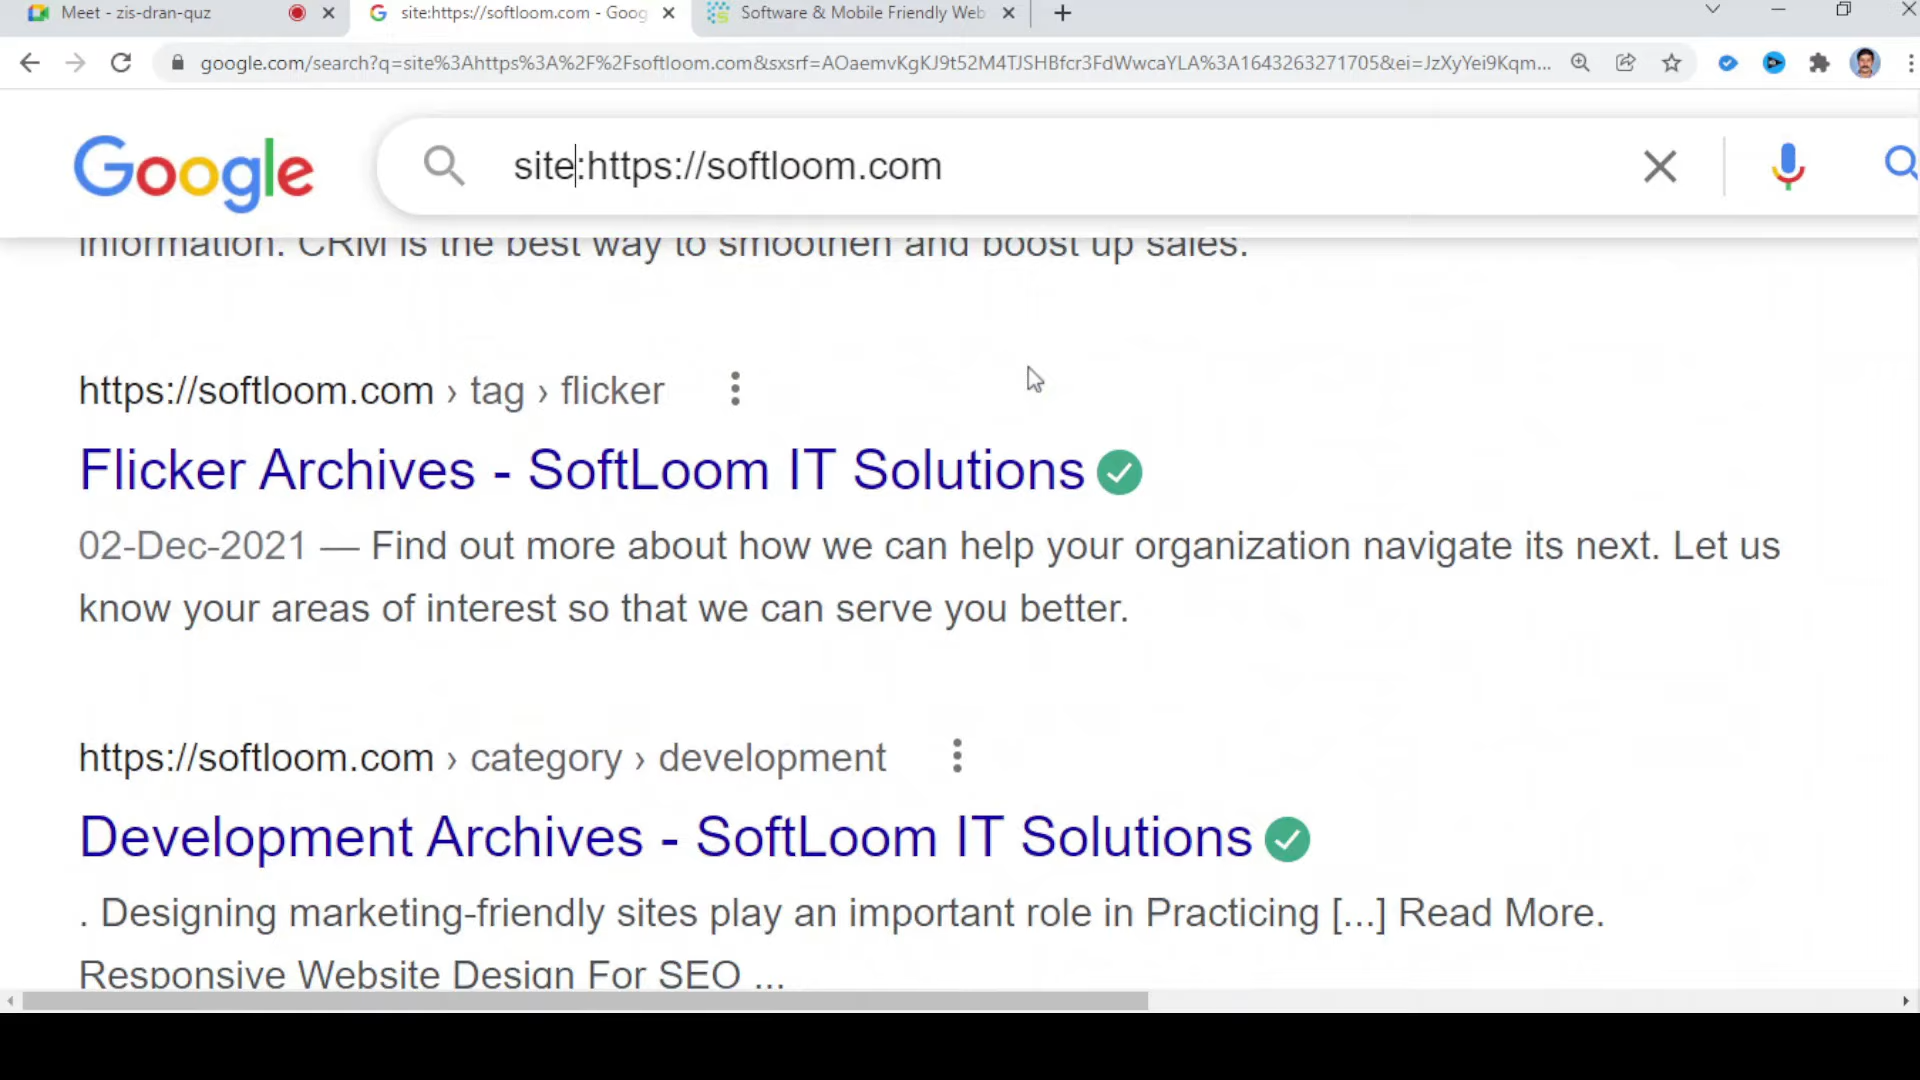 Meet - zis-dran-quz
site:https://softloom.com - Goog
Software & Mobile Friendly Web
google.com/search?q=site%3Ahttps%3A%2F%2Fsoftloom.com&sxsrf=AOaemvKgKJ9t52M4TJSHBfcr3FdWwcaYLA%3A1643263271705&ei=JzXyYei9Kqm...
Google
site:https://softloom.com
information. CRM is the best way to smoothen and boost up sales.
https://softloom.com › tag › flicker
Flicker Archives - SoftLoom IT Solutions
02-Dec-2021 — Find out more about how we can help your organization navigate its next. Let us
know your areas of interest so that we can serve you better.
https://softloom.com › category › development
Development Archives - SoftLoom IT Solutions
. Designing marketing-friendly sites play an important role in Practicing [...] Read More.
Responsive Website Design For SEO ...